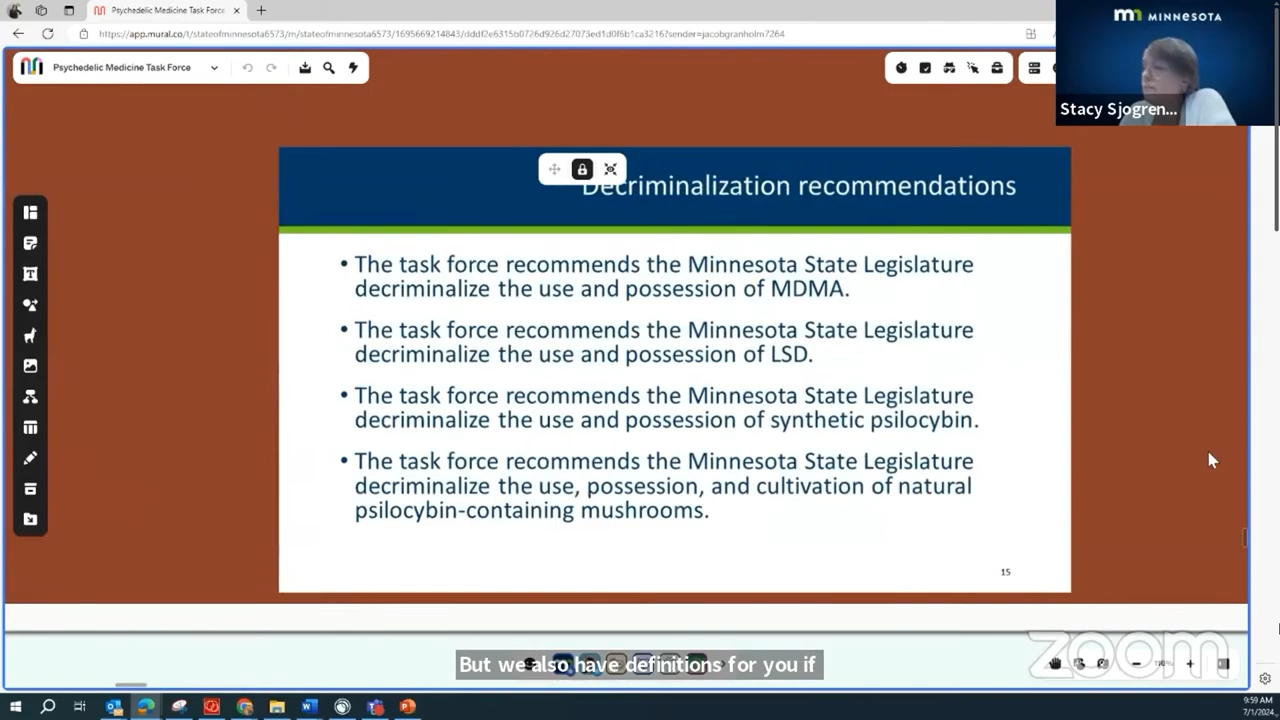 Psychedelic Medicine Task Force
https://app.mural.co/t/stateofminnesota6573/m/stateofminnesota6573/1695669214843/dddf2e6315b0726d926d27073ed1d0f6b1ca3216?sender=jacobgranholm7264
mn MINNESOTA
Psychedelic Medicine Task Force
Stacy Sjogren...
Decriminalization recommendations
• The task force recommends the Minnesota State Legislature
decriminalize the use and possession of MDMA.
• The task force recommends the Minnesota State Legislature
decriminalize the use and possession of LSD.
• The task force recommends the Minnesota State Legislature
decriminalize the use and possession of synthetic psilocybin.
• The task force recommends the Minnesota State Legislature
decriminalize the use, possession, and cultivation of natural
psilocybin-containing mushrooms.
15
zoom
But we also have definitions for you if
9:59 AM
7/1/2024